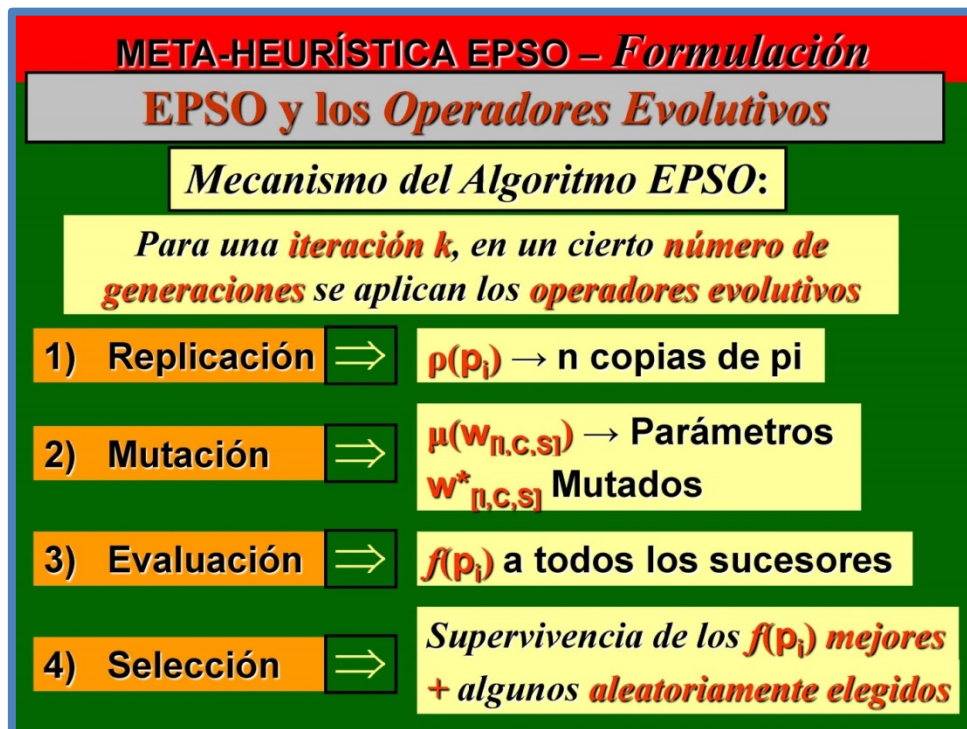 META-HEURÍSTICA EPSO – Formulación
EPSO y los Operadores Evolutivos
Mecanismo del Algoritmo EPSO:
Para una iteración k, en un cierto número de
generaciones se aplican los operadores evolutivos
1) Replicación ⇒ ρ(pᵢ) → n copias de pi
2) Mutación ⇒ μ(w[I,C,S]) → Parámetros
w*[I,C,S] Mutados
3) Evaluación ⇒ f(pᵢ) a todos los sucesores
4) Selección ⇒ Supervivencia de los f(pᵢ) mejores
+ algunos aleatoriamente elegidos